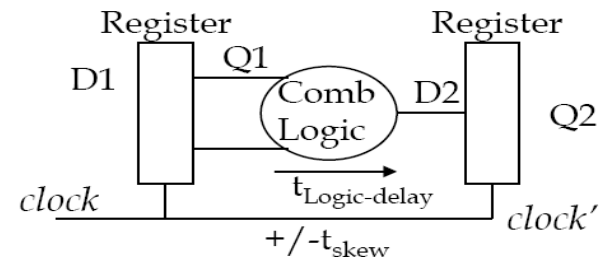 Register
Register
D1
Q1
Comb
Logic
D2
Q2
tLogic-delay
clock
clock'
+/-tskew